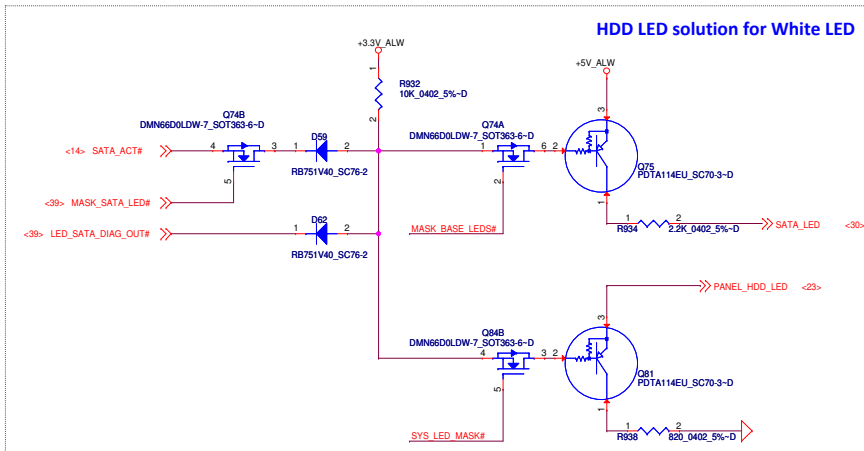 HDD LED solution for White LED
+3.3V_ALW
+5V_ALW
1
R932
10K_0402_5%~D
2
3
Q74B
DMN66D0LDW-7_SOT363-6~D
Q74A
DMN66D0LDW-7_SOT363-6~D
D59
<14> SATA_ACT#
4
3
1
2
1
6
2
RB751V40_SC76-2
5
2
Q75
PDTA114EU_SC70-3~D
<39> MASK_SATA_LED#
1
D62
<39> LED_SATA_DIAG_OUT#
1
2
RB751V40_SC76-2
MASK_BASE_LEDS#
1
2
R934
2.2K_0402_5%~D
SATA_LED <30>
PANEL_HDD_LED <23>
3
Q84B
DMN66D0LDW-7_SOT363-6~D
4
3
2
5
Q81
PDTA114EU_SC70-3~D
1
SYS_LED_MASK#
1
2
R938
820_0402_5%~D